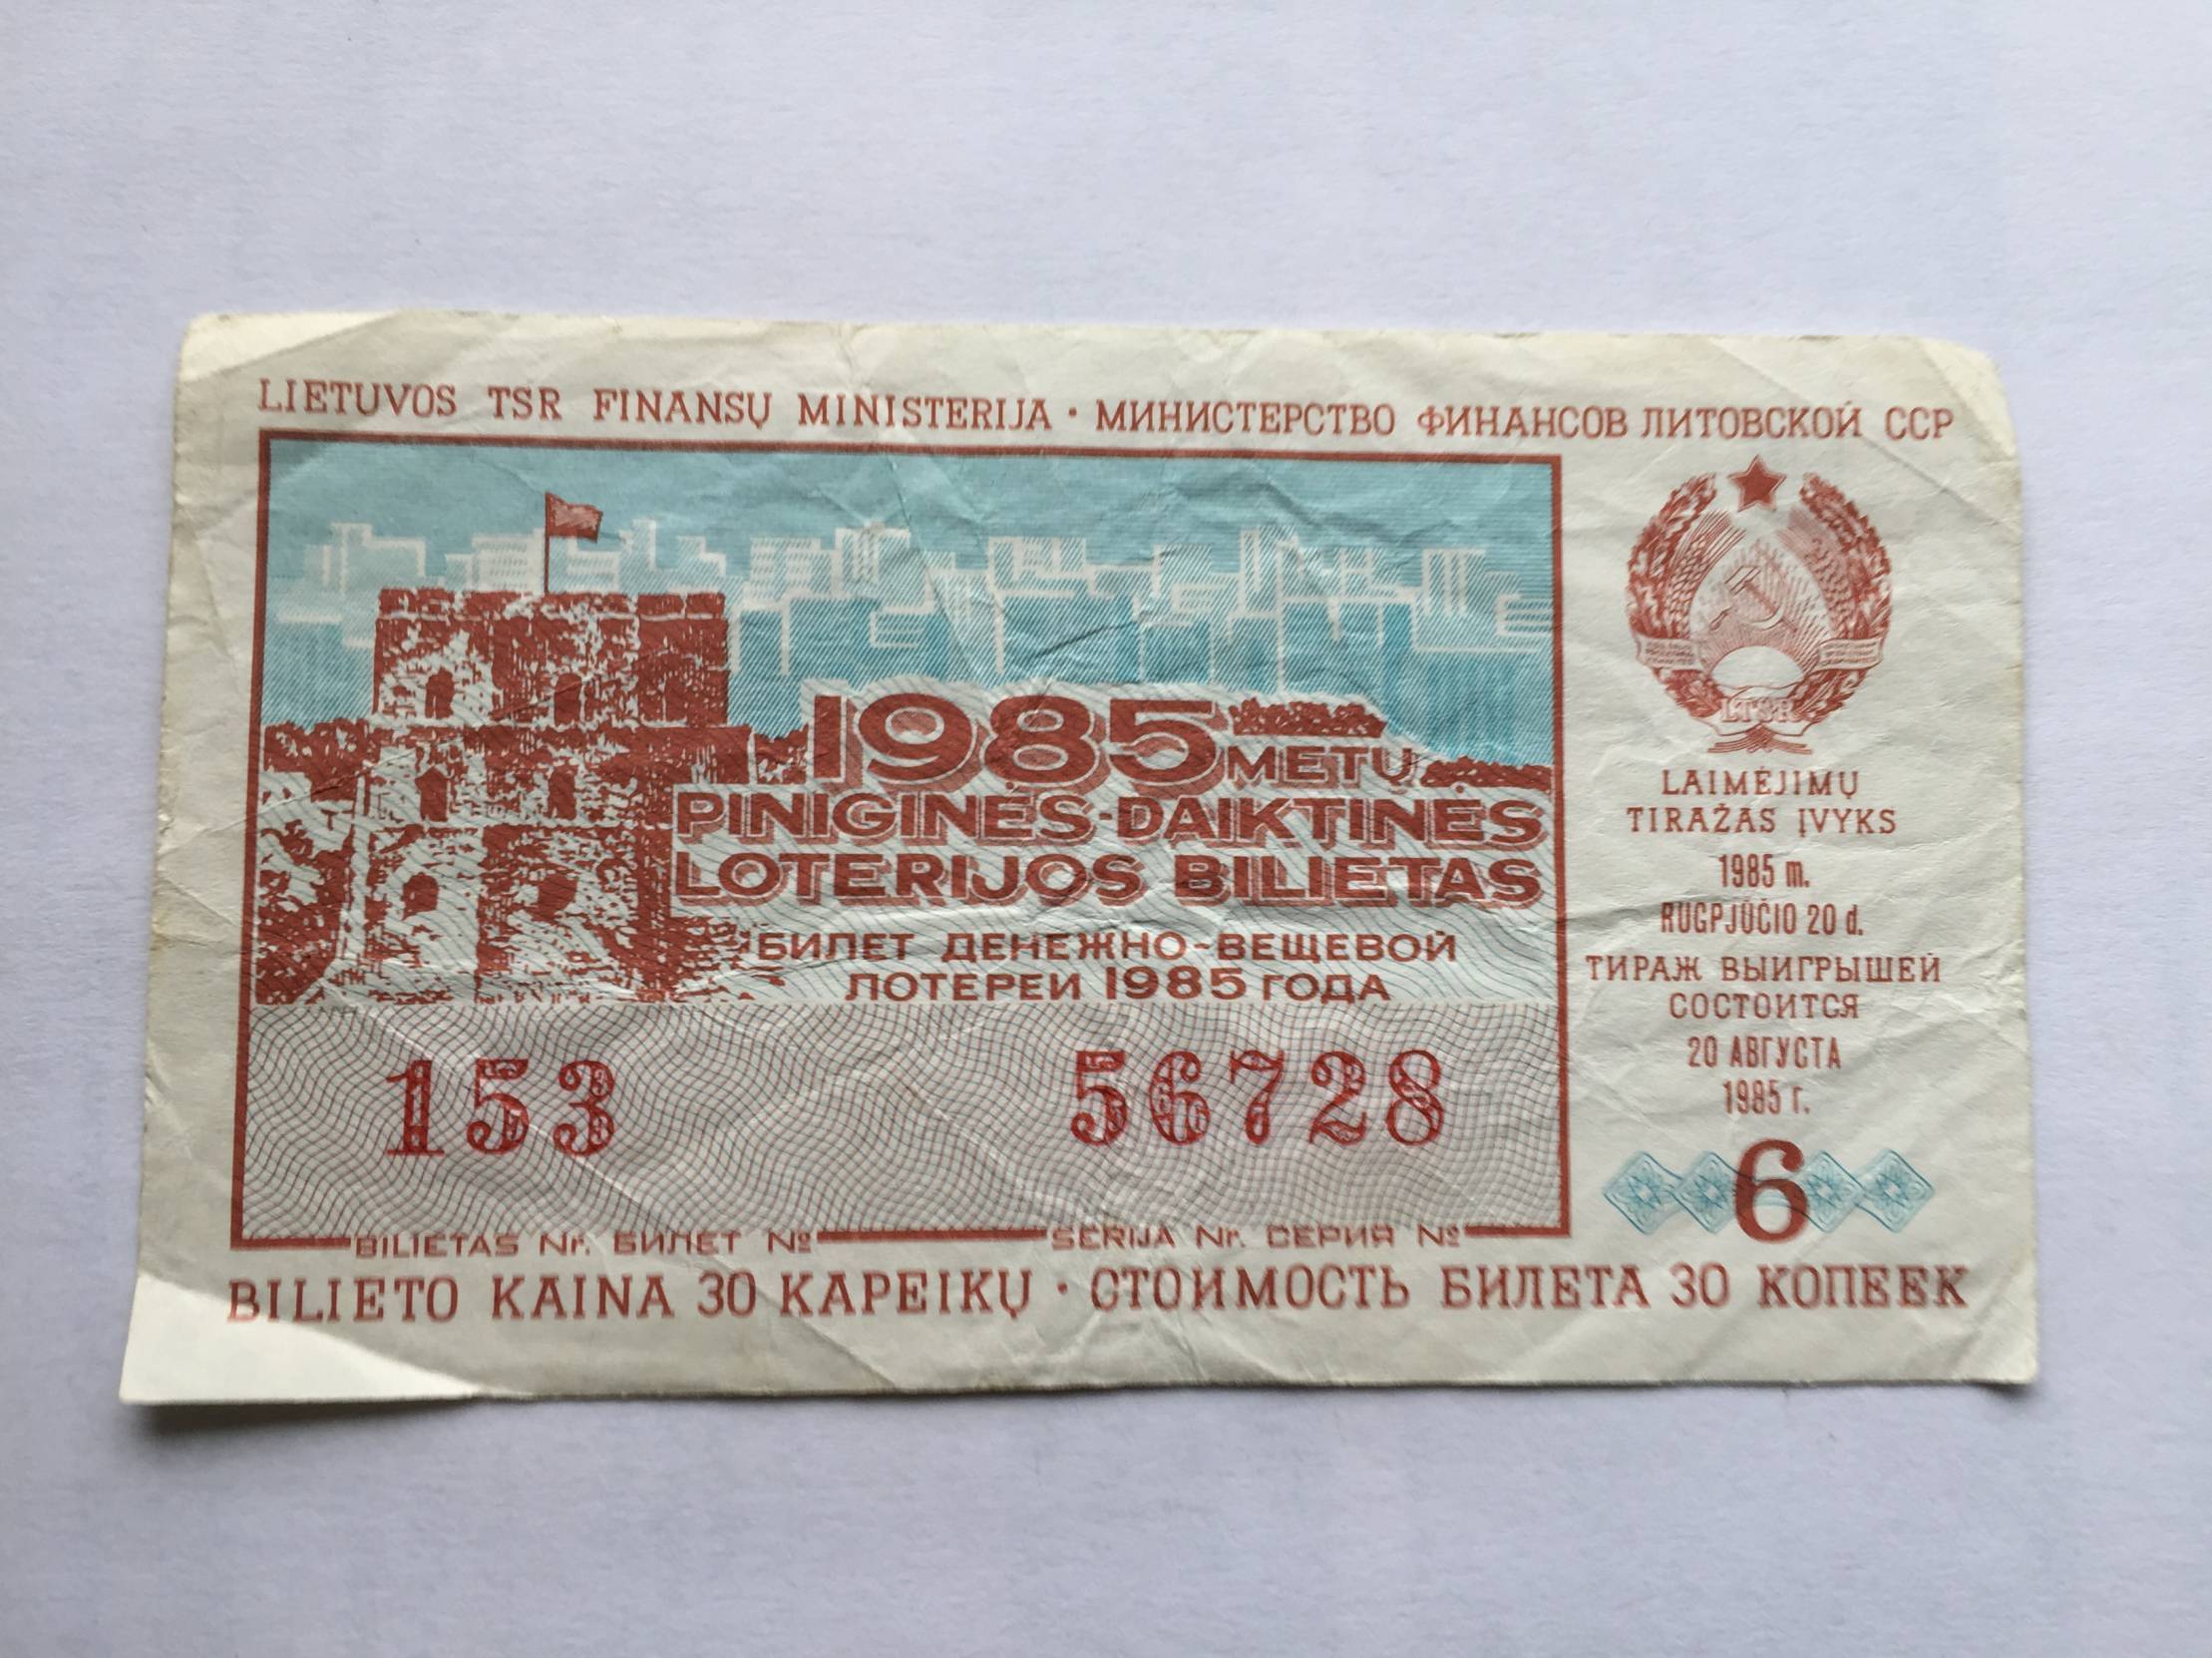 LIETUVOS TSR FINANSŲ MINISTERIJA · МИНИСТЕРСТВО ФИНАНСОВ ЛИТОВСКОЙ ССР
1985 METŲ
PINIGINĖS-DAIKTINĖS
LOTERIJOS BILIETAS
БИЛЕТ ДЕНЕЖНО-ВЕЩЕВОЙ
ЛОТЕРЕИ 1985 ГОДА
153 56728
BILIETAS Nr. БИЛЕТ № SERIJA Nr. СЕРИЯ №
LTSR
LAIMĖJIMŲ
TIRAŽAS ĮVYKS
1985 m.
RUGPJŪČIO 20 d.
ТИРАЖ ВЫИГРЫШЕЙ
СОСТОИТСЯ
20 АВГУСТА
1985 г.
6
BILIETO KAINA 30 KAPEIKŲ · СТОИМОСТЬ БИЛЕТА 30 КОПЕЕК